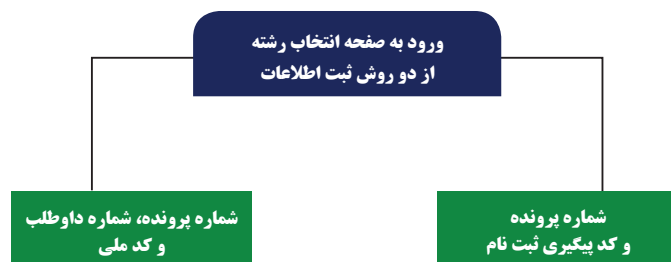 ورود به صفحه انتخاب رشته
از دو روش ثبت اطلاعات
شماره پرونده
و کد پیگیری ثبت نام
شماره پرونده، شماره داوطلب
و کد ملی